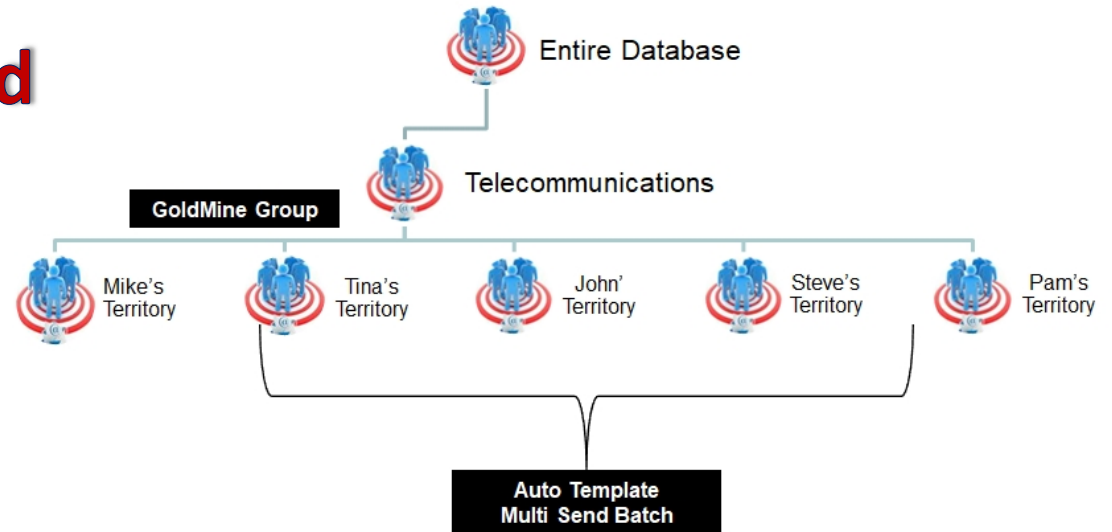 d
Entire Database
Telecommunications
GoldMine Group
Mike's
Territory
Tina's
Territory
John'
Territory
Steve's
Territory
Pam's
Territory
Auto Template
Multi Send Batch